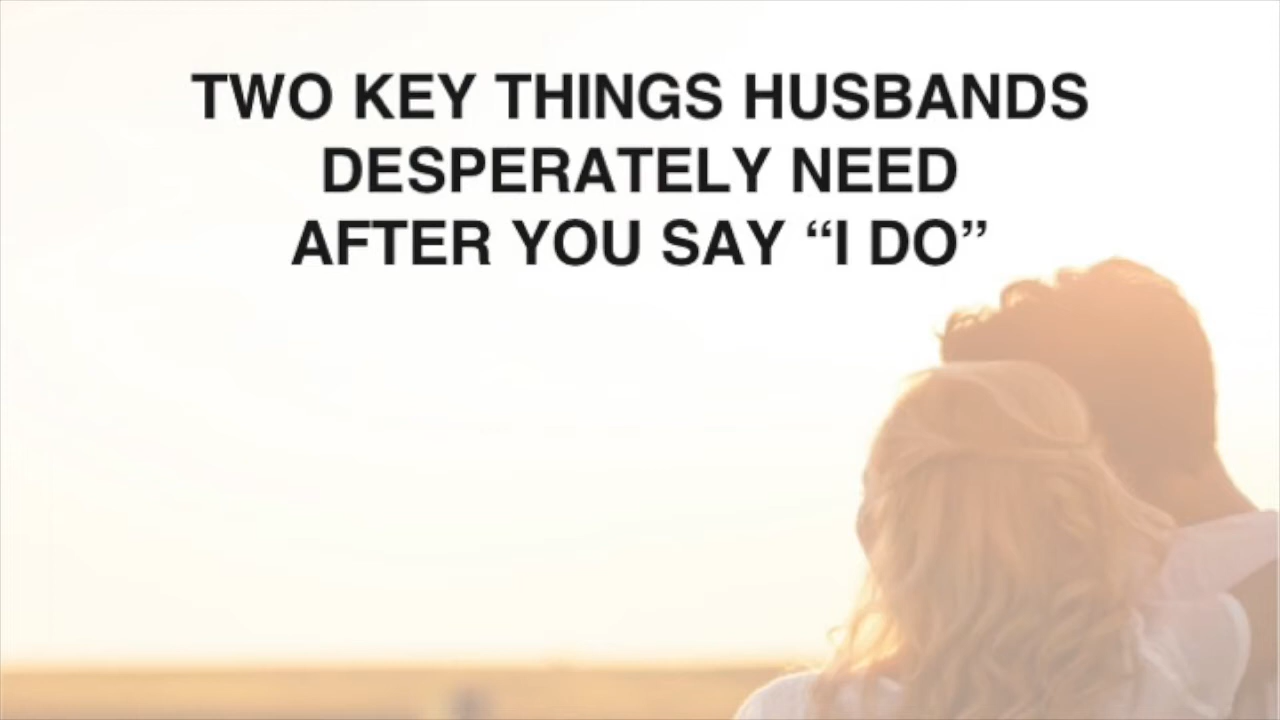 TWO KEY THINGS HUSBANDS
DESPERATELY NEED
AFTER YOU SAY “I DO”